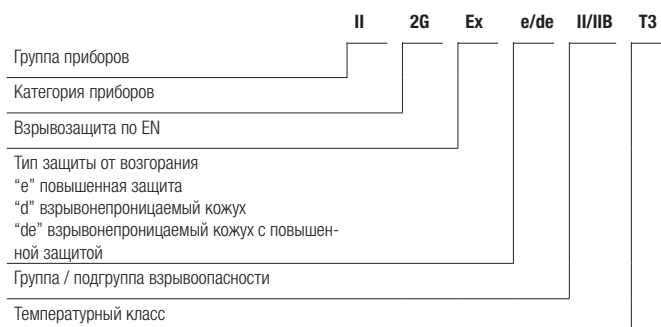 II 2G Ex e/de II/IIB T3
Группа приборов
Категория приборов
Взрывозащита по EN
Тип защиты от возгорания
“e” повышенная защита
“d” взрывонепроницаемый кожух
“de” взрывонепроницаемый кожух с повышен-
ной защитой
Группа / подгруппа взрывоопасности
Температурный класс